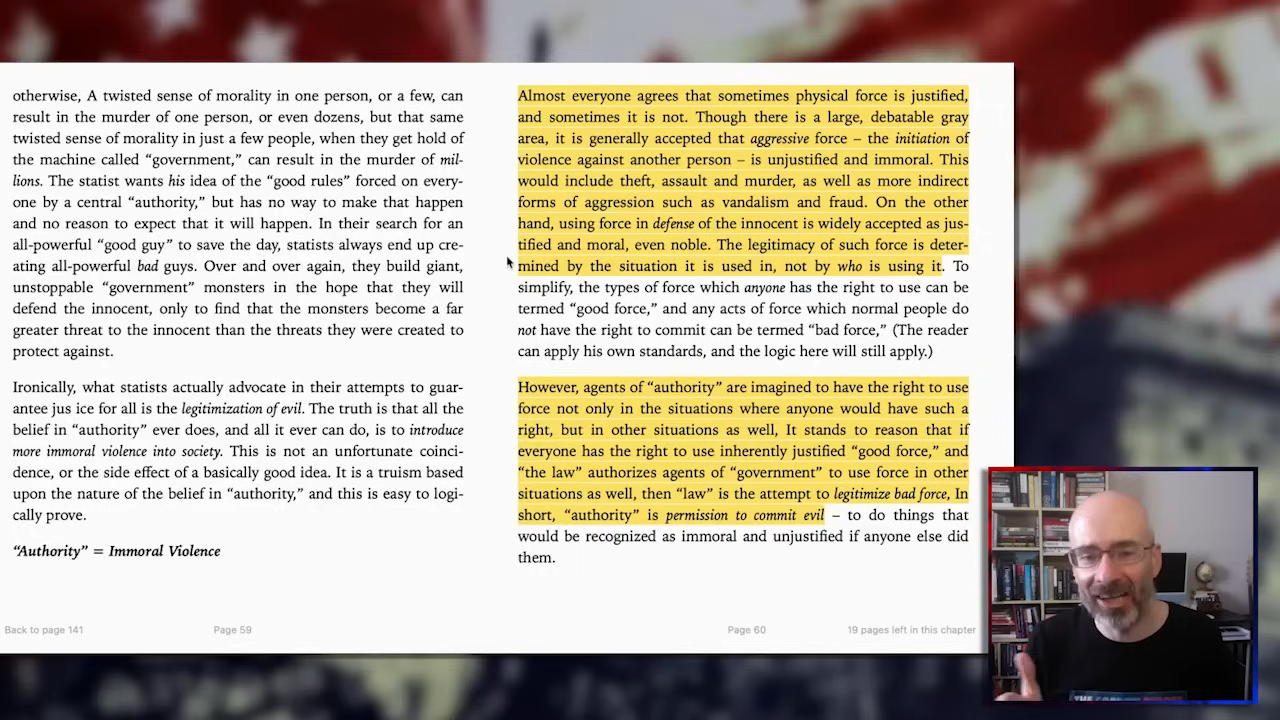 otherwise, A twisted sense of morality in one person, or a few, can
result in the murder of one person, or even dozens, but that same
twisted sense of morality in just a few people, when they get hold of
the machine called “government,” can result in the murder of mil-
lions. The statist wants his idea of the “good rules” forced on every-
one by a central “authority,” but has no way to make that happen
and no reason to expect that it will happen. In their search for an
all-powerful “good guy” to save the day, statists always end up cre-
ating all-powerful bad guys. Over and over again, they build giant,
unstoppable “government” monsters in the hope that they will
defend the innocent, only to find that the monsters become a far
greater threat to the innocent than the threats they were created to
protect against.
Ironically, what statists actually advocate in their attempts to guar-
antee jus ice for all is the legitimization of evil. The truth is that all the
belief in “authority” ever does, and all it ever can do, is to introduce
more immoral violence into society. This is not an unfortunate coinci-
dence, or the side effect of a basically good idea. It is a truism based
upon the nature of the belief in “authority,” and this is easy to logi-
cally prove.
“Authority” = Immoral Violence
Back to page 141
Page 59
Almost everyone agrees that sometimes physical force is justified,
and sometimes it is not. Though there is a large, debatable gray
area, it is generally accepted that aggressive force – the initiation of
violence against another person – is unjustified and immoral. This
would include theft, assault and murder, as well as more indirect
forms of aggression such as vandalism and fraud. On the other
hand, using force in defense of the innocent is widely accepted as jus-
tified and moral, even noble. The legitimacy of such force is deter-
mined by the situation it is used in, not by who is using it. To
simplify, the types of force which anyone has the right to use can be
termed “good force,” and any acts of force which normal people do
not have the right to commit can be termed “bad force,” (The reader
can apply his own standards, and the logic here will still apply.)
However, agents of “authority” are imagined to have the right to use
force not only in the situations where anyone would have such a
right, but in other situations as well, It stands to reason that if
everyone has the right to use inherently justified “good force,” and
“the law” authorizes agents of “government” to use force in other
situations as well, then “law” is the attempt to legitimize bad force, In
short, “authority” is permission to commit evil – to do things that
would be recognized as immoral and unjustified if anyone else did
them.
Page 60
19 pages left in this chapter